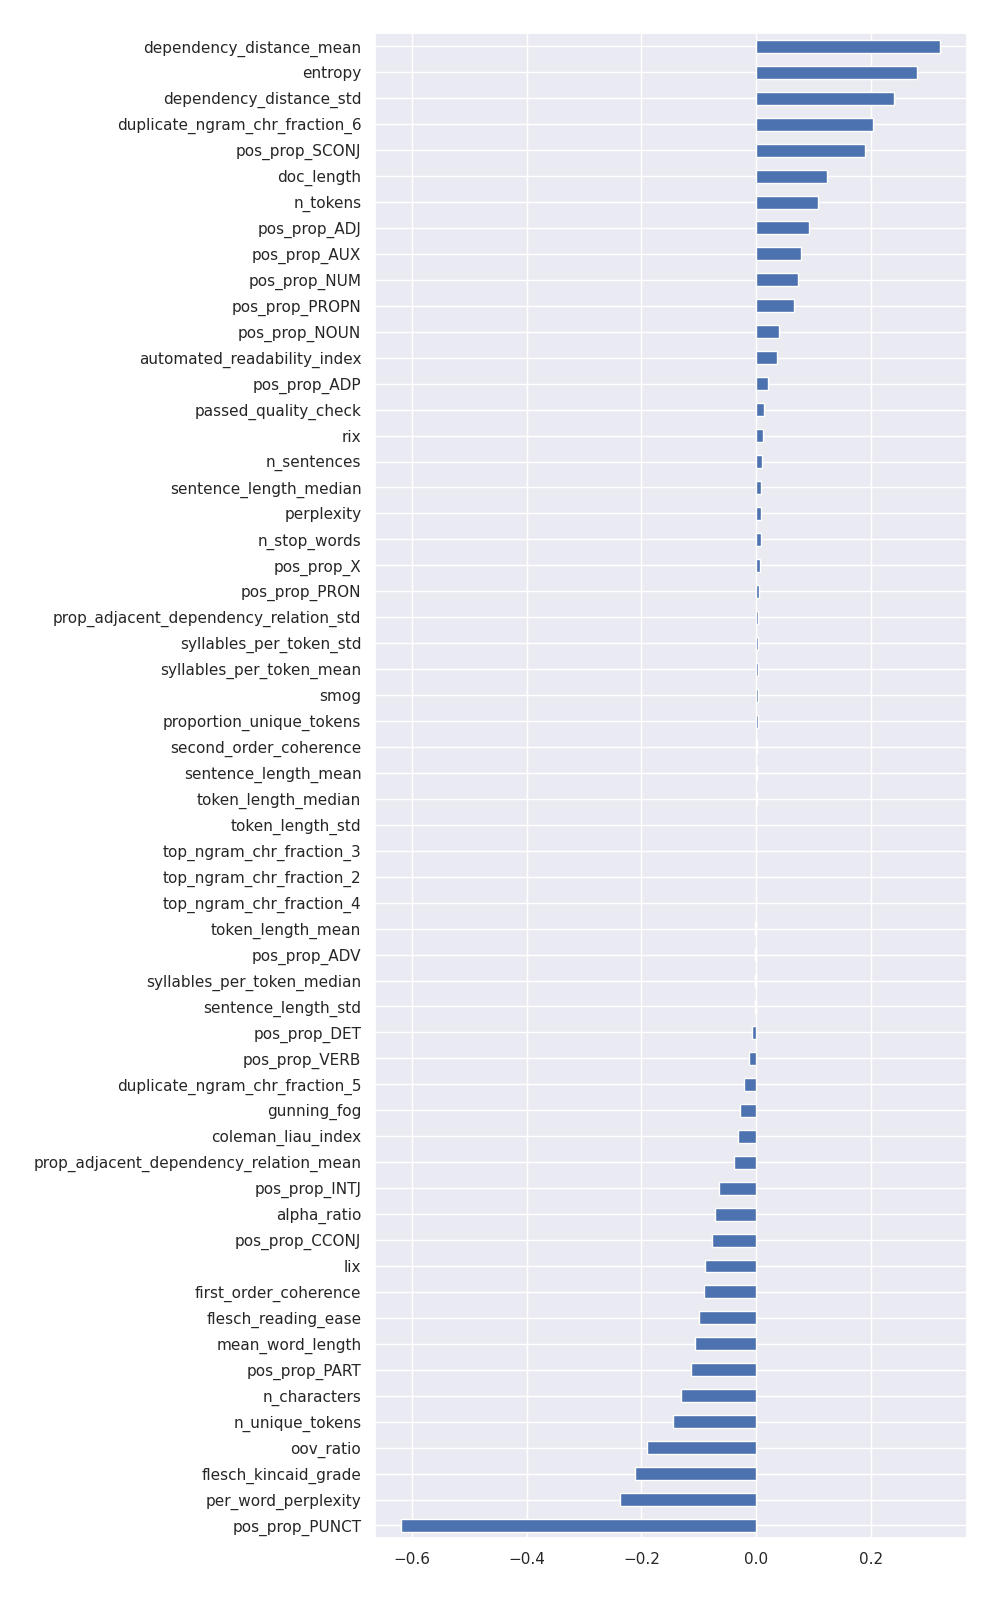 dependency_distance_mean
entropy
dependency_distance_std
duplicate_ngram_chr_fraction_6
pos_prop_SCONJ
doc_length
n_tokens
pos_prop_ADJ
pos_prop_AUX
pos_prop_NUM
pos_prop_PROPN
pos_prop_NOUN
automated_readability_index
pos_prop_ADP
passed_quality_check
rix
n_sentences
sentence_length_median
perplexity
n_stop_words
pos_prop_X
pos_prop_PRON
prop_adjacent_dependency_relation_std
syllables_per_token_std
syllables_per_token_mean
smog
proportion_unique_tokens
second_order_coherence
sentence_length_mean
token_length_median
token_length_std
top_ngram_chr_fraction_3
top_ngram_chr_fraction_2
top_ngram_chr_fraction_4
token_length_mean
pos_prop_ADV
syllables_per_token_median
sentence_length_std
pos_prop_DET
pos_prop_VERB
duplicate_ngram_chr_fraction_5
gunning_fog
coleman_liau_index
prop_adjacent_dependency_relation_mean
pos_prop_INTJ
alpha_ratio
pos_prop_CCONJ
lix
first_order_coherence
flesch_reading_ease
mean_word_length
pos_prop_PART
n_characters
n_unique_tokens
oov_ratio
flesch_kincaid_grade
per_word_perplexity
pos_prop_PUNCT
−0.6 −0.4 −0.2 0.0 0.2